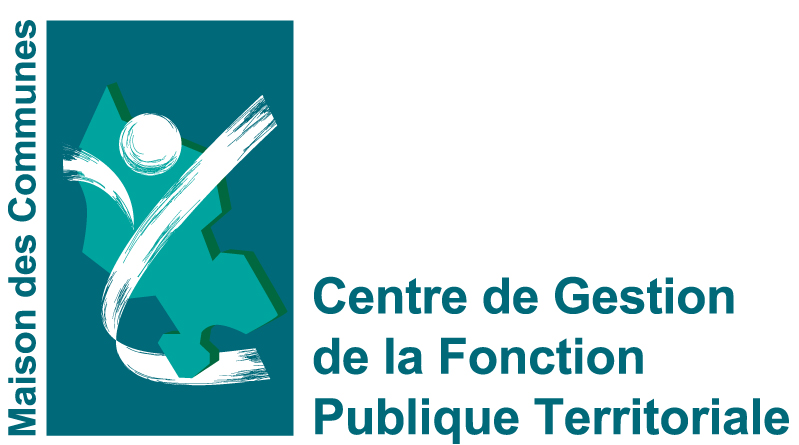 Maison des Communes
Centre de Gestion
de la Fonction
Publique Territoriale